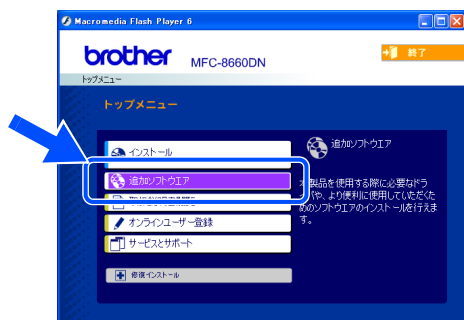 Macromedia Flash Player 6
brother MFC-8660DN
終了
トップメニュー
トップメニュー
インストール
追加ソフトウエア
オンラインユーザー登録
サービスとサポート
修復インストール
追加ソフトウエア
製品を使用する際に必要なドラ
や、より便利に使用していただくた
めのソフトウエアのインストールを行えま
す。